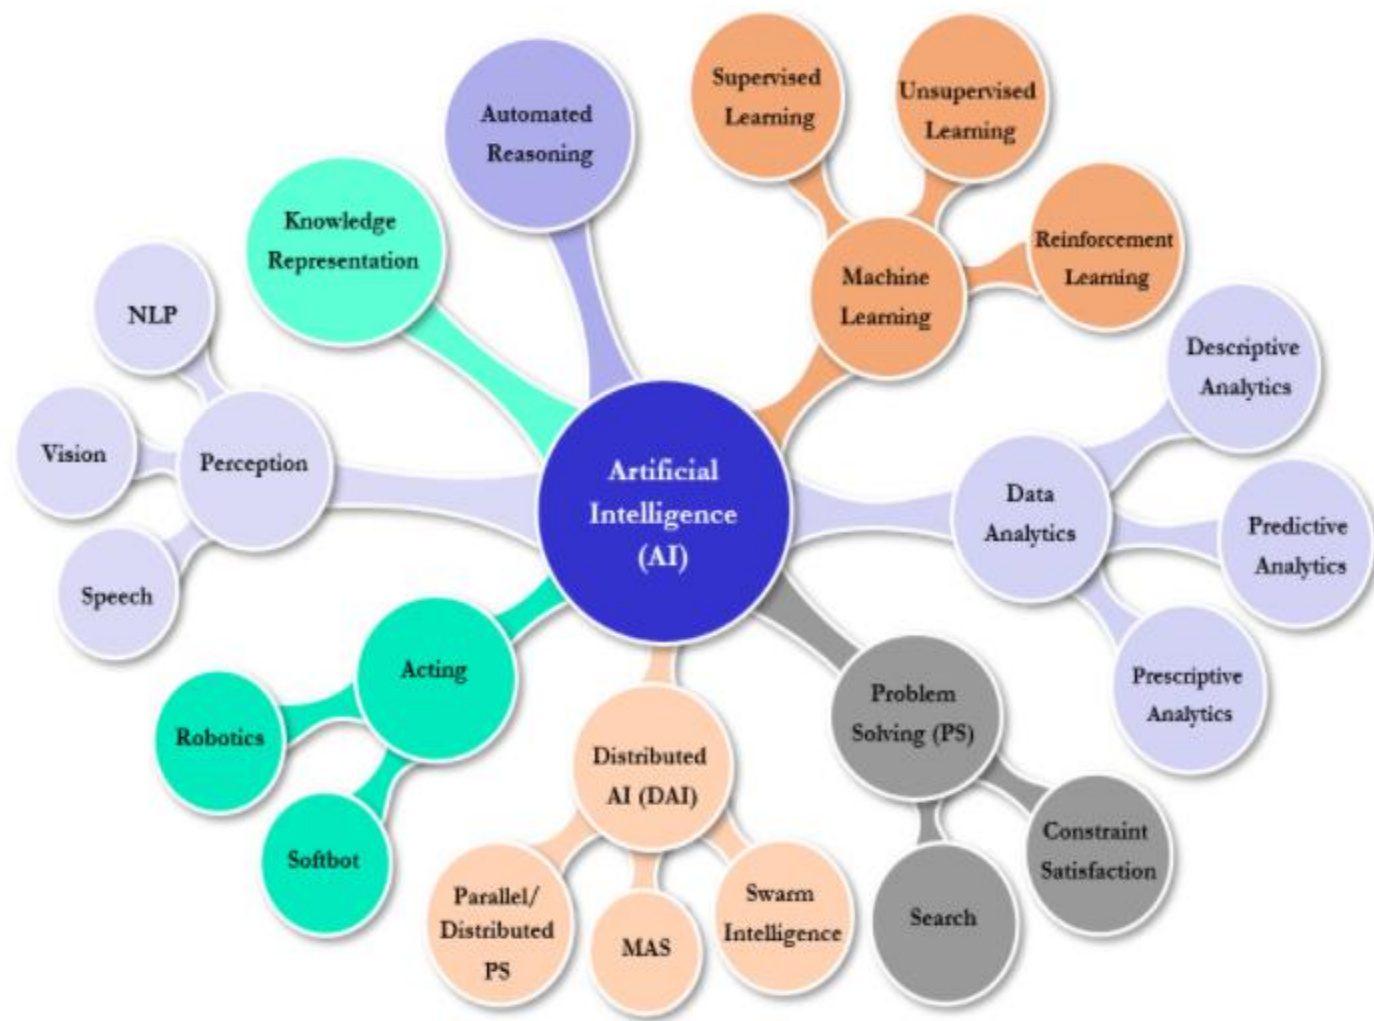 Supervised
Learning
Unsupervised
Learning
Automated
Reasoning
Knowledge
Representation
Reinforcement
Learning
Machine
Learning
NLP
Descriptive
Analytics
Vision
Perception
Artificial
Intelligence
(AI)
Data
Analytics
Predictive
Analytics
Speech
Acting
Prescriptive
Analytics
Problem
Solving (PS)
Robotics
Distributed
AI (DAI)
Softbot
Constraint
Satisfaction
Parallel/
Distributed
PS
MAS
Swarm
Intelligence
Search